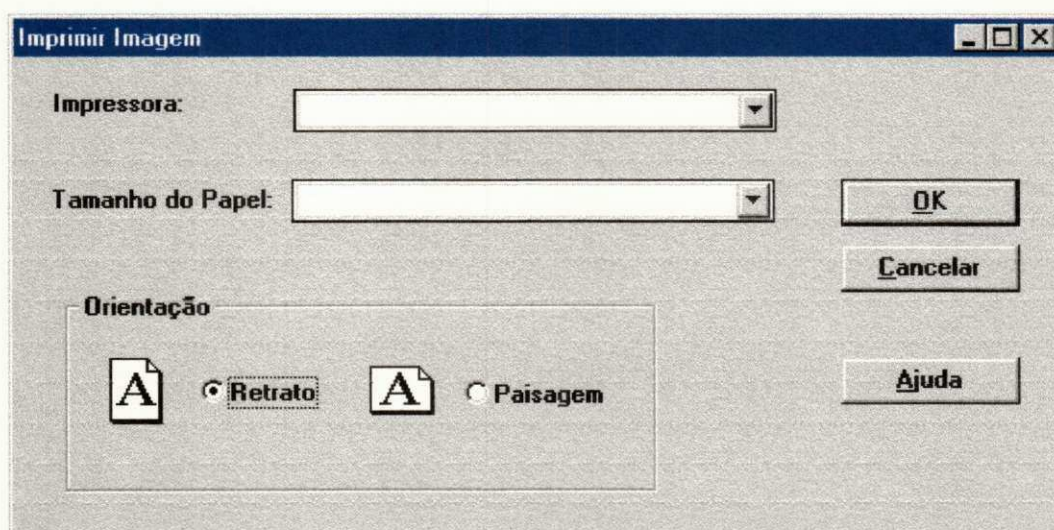 Imprimir Imagem
Impressora:
Tamanho do Papel:
OK
Cancelar
Orientação
A Retrato A Paisagem
Ajuda